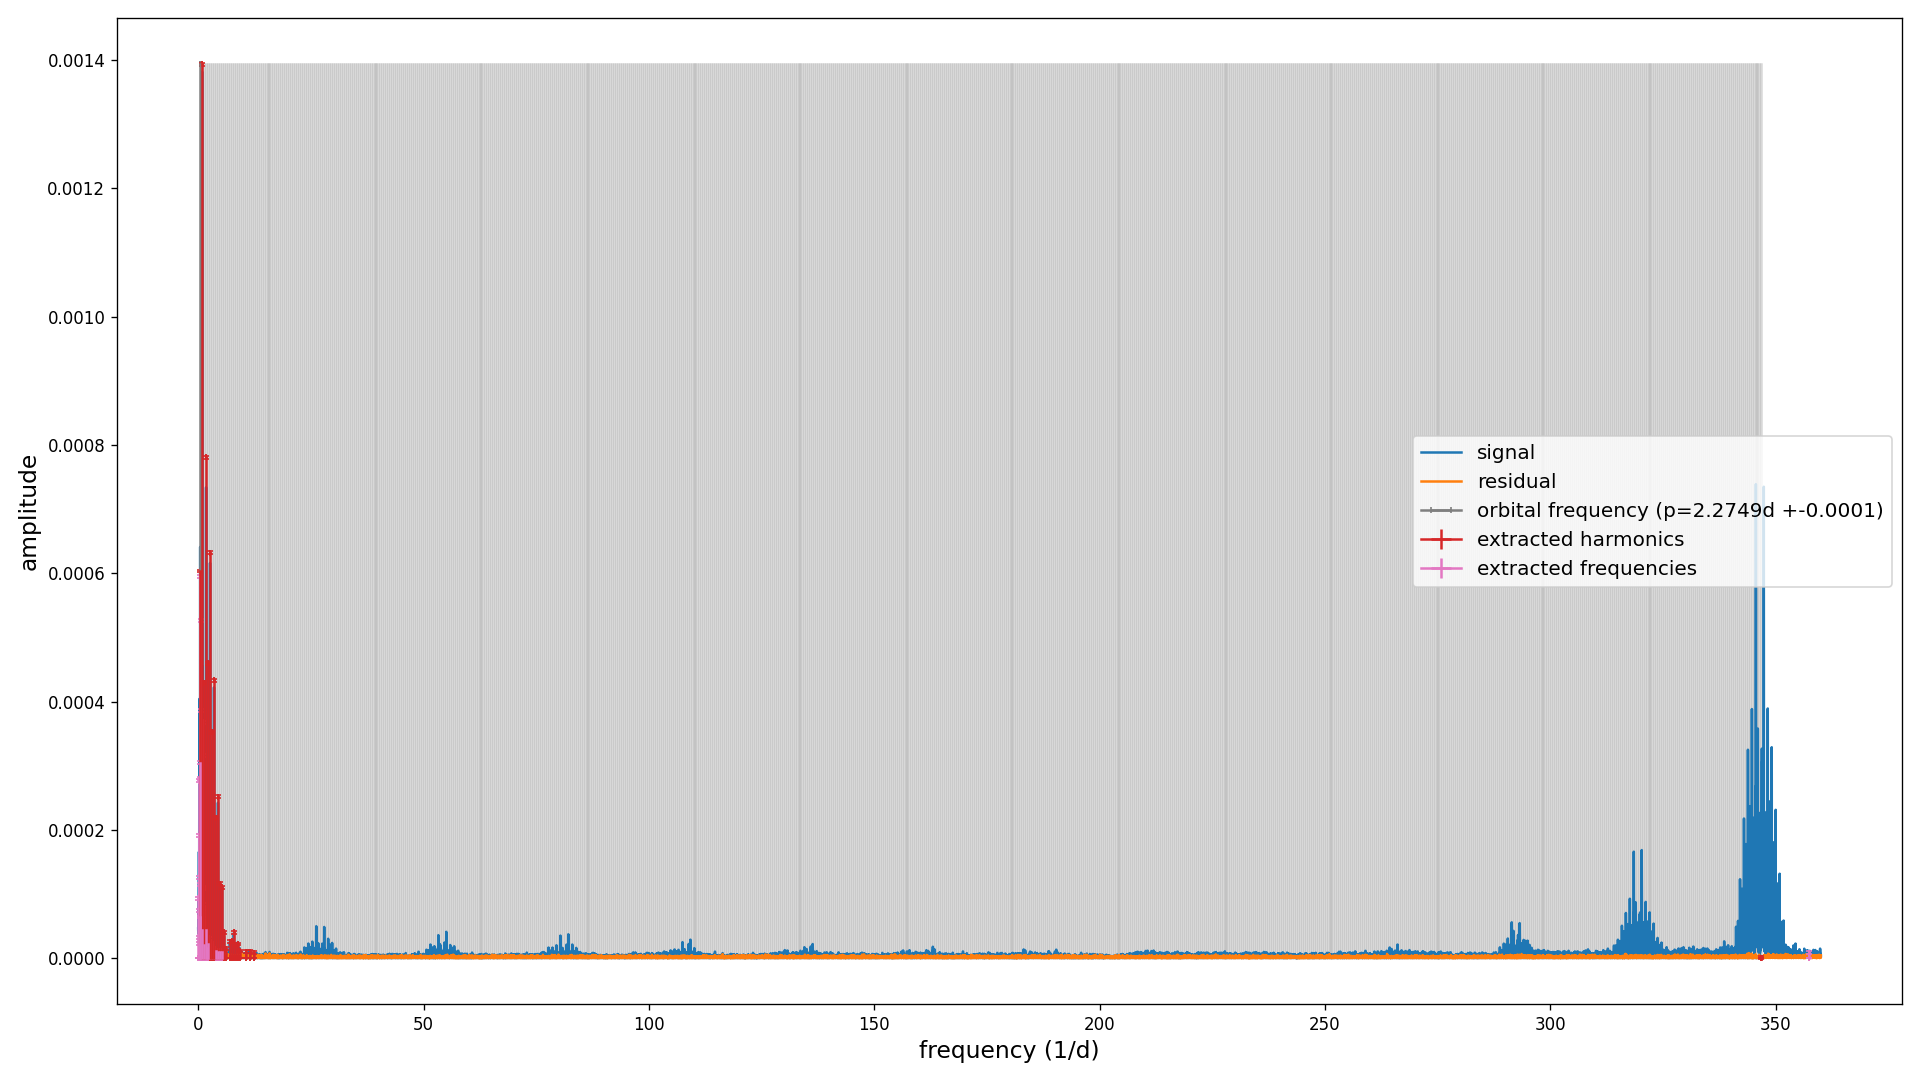 0.0014
0.0012
0.0010
0.0008
0.0006
0.0004
0.0002
0.0000
amplitude
signal
residual
orbital frequency (p=2.2749d +-0.0001)
extracted harmonics
extracted frequencies
0 50 100 150 200 250 300 350
frequency (1/d)